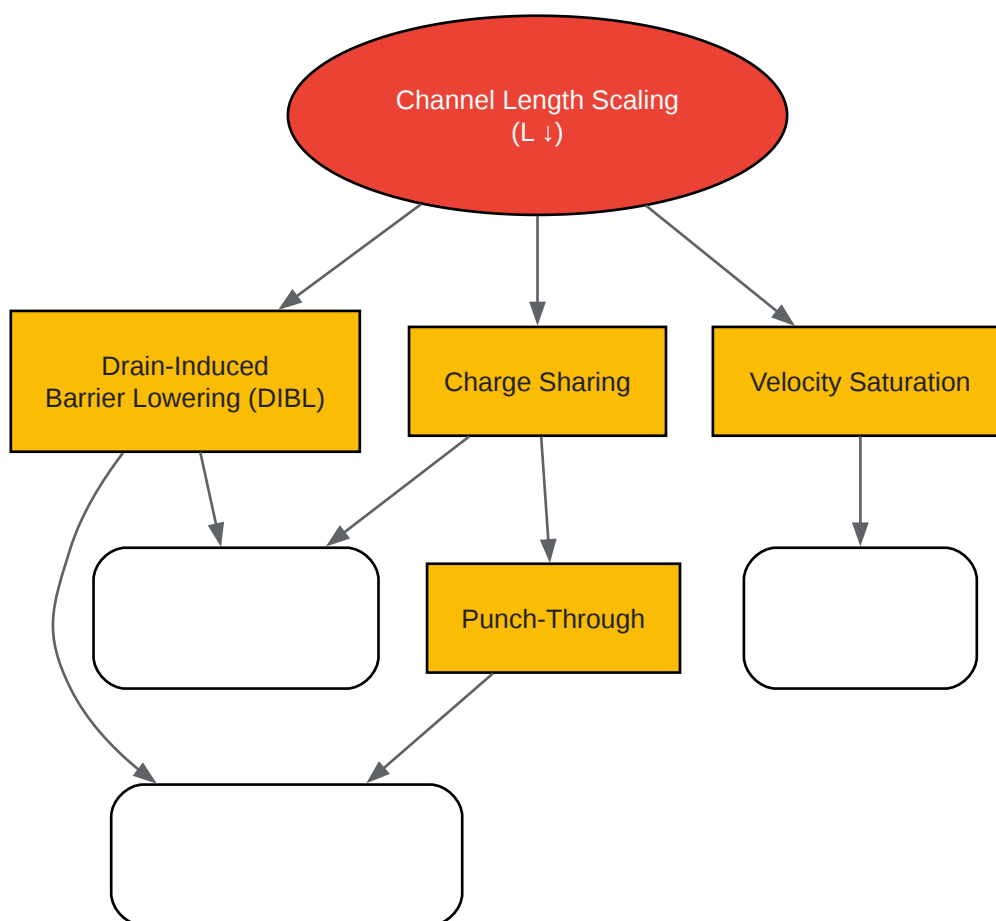 Channel Length Scaling
(L ↓)
Drain-Induced
Barrier Lowering (DIBL)
Charge Sharing
Velocity Saturation
Punch-Through